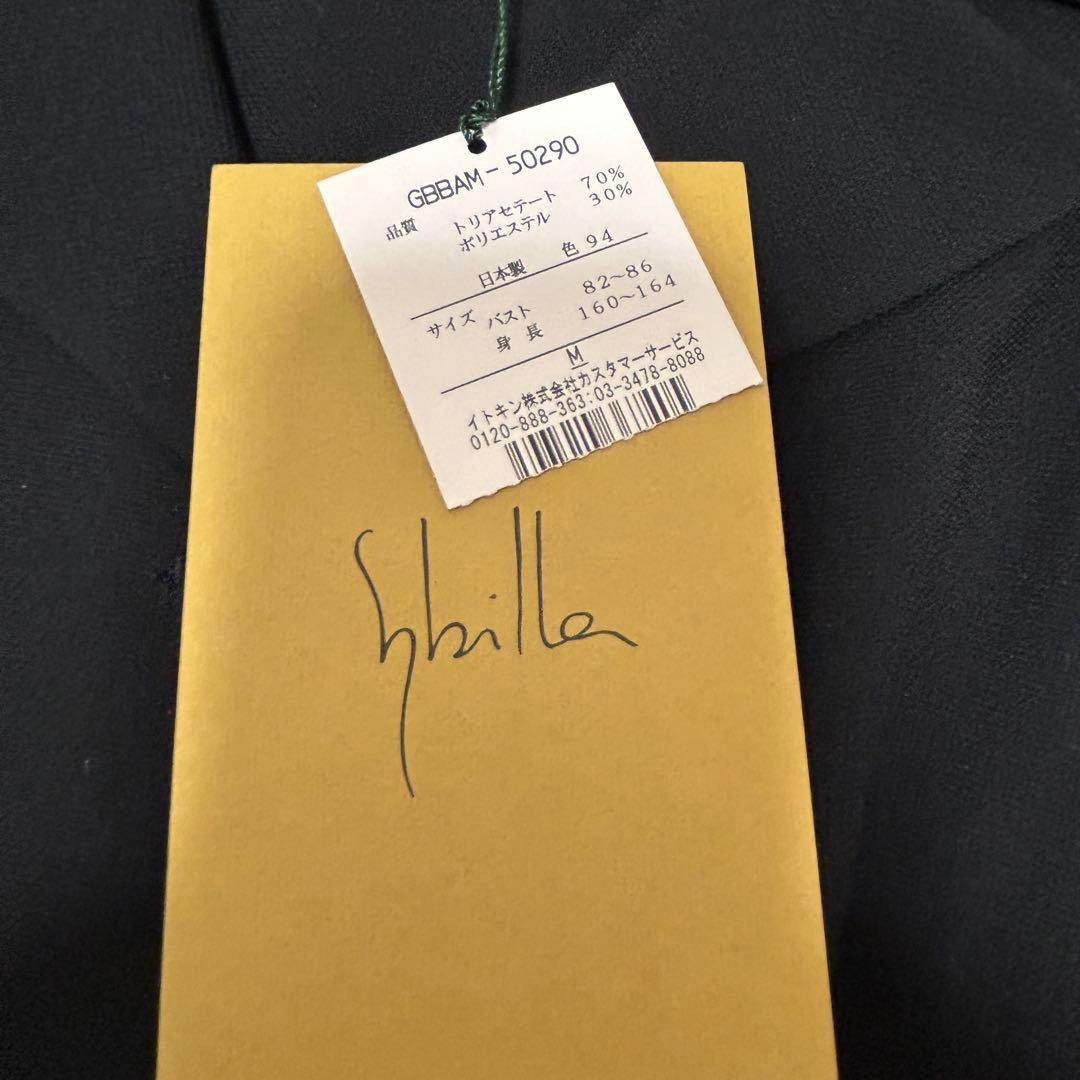 GBBAM-50290
品質 トリアセテート 70%
ポリエステル 30%
日本製 色 94
サイズ バスト 82~86
身長 160~164
M
イトキン株式会社カスタマーサービス
0120-888-363:03-3478-8088
Sybilla